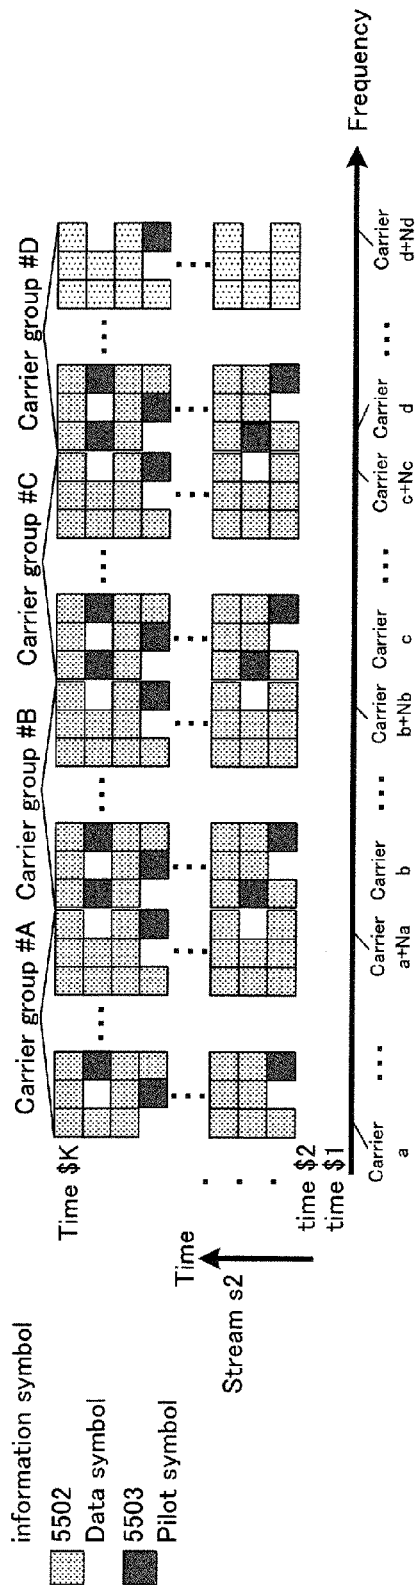 information symbol
5502
Data symbol
5503
Pilot symbol
Stream s2
Time
Time $K
time $2
time $1
Carrier group #A
Carrier group #B
Carrier group #C
Carrier group #D
Carrier
a
Carrier
a+Na
Carrier
b
Carrier
b+Nb
Carrier
c
Carrier
c+Nc
Carrier
d
Carrier
d+Nd
Frequency